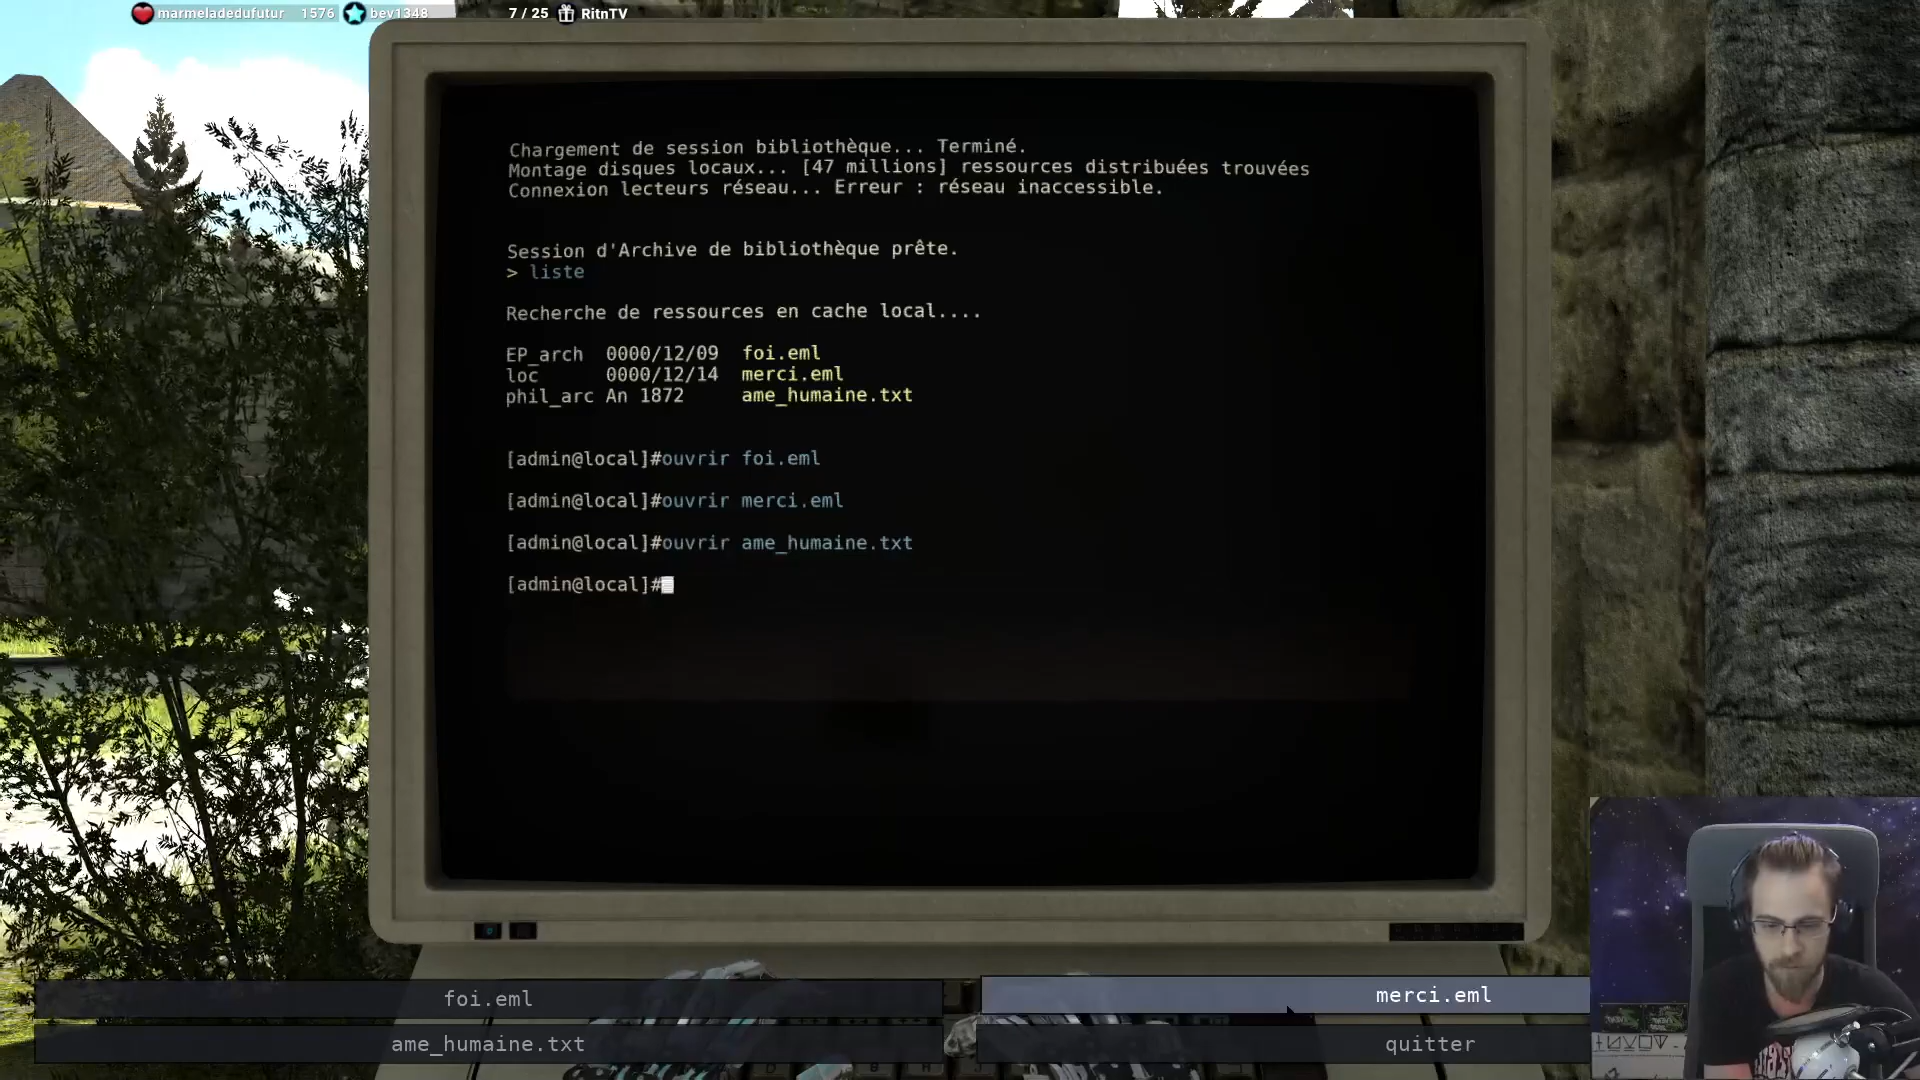 marmeladedufutur 1576 bev1348 7 / 25 RitnTV
Chargement de session bibliothèque... Terminé.
Montage disques locaux... [47 millions] ressources distribuées trouvées
Connexion lecteurs réseau... Erreur : réseau inaccessible.
Session d'Archive de bibliothèque prête.
> liste
Recherche de ressources en cache local....
EP_arch 0000/12/09 foi.eml
loc 0000/12/14 merci.eml
phil_arc An 1872 ame_humaine.txt
[admin@local]#ouvrir foi.eml
[admin@local]#ouvrir merci.eml
[admin@local]#ouvrir ame_humaine.txt
[admin@local]#
foi.eml merci.eml
ame_humaine.txt quitter